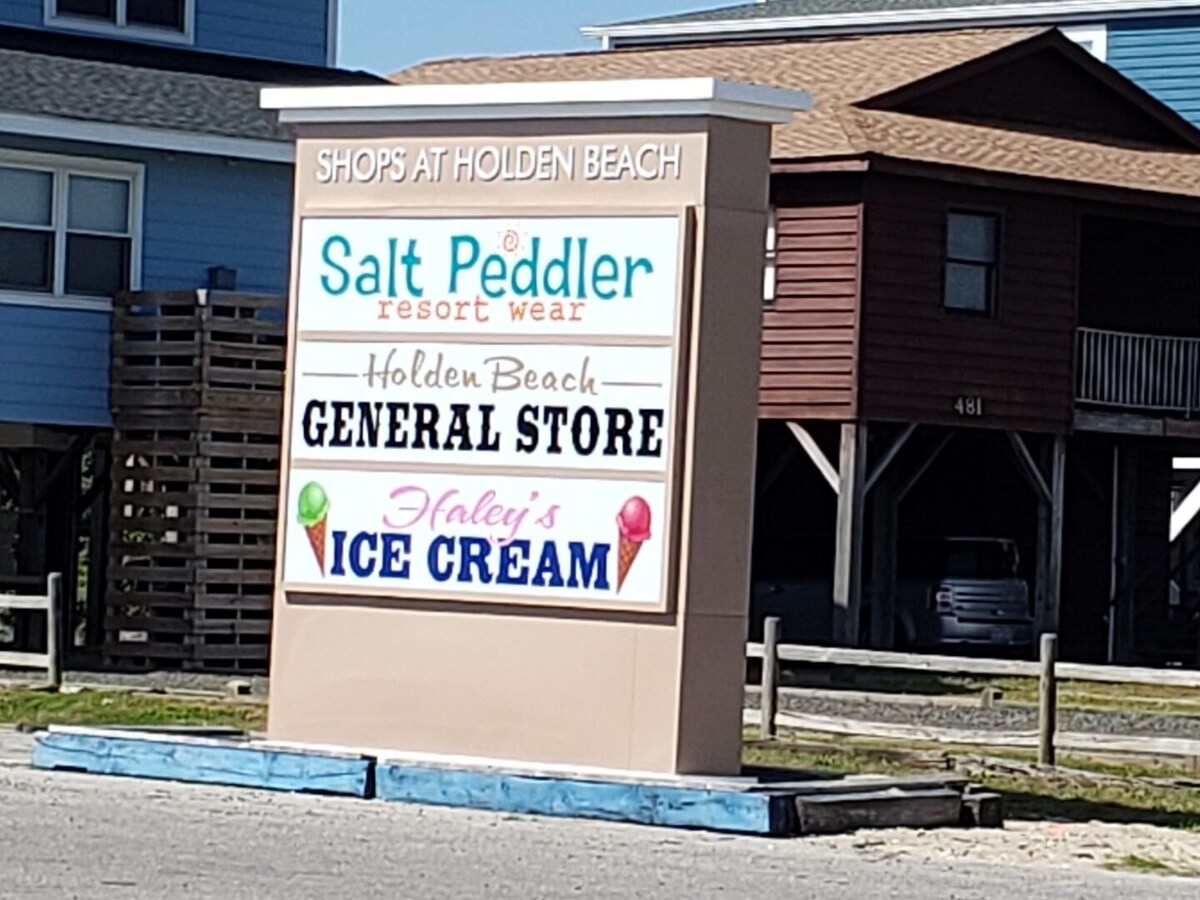 SHOPS AT HOLDEN BEACH
Salt Peddler
resort wear
Holden Beach
GENERAL STORE
Haley's
ICE CREAM
481